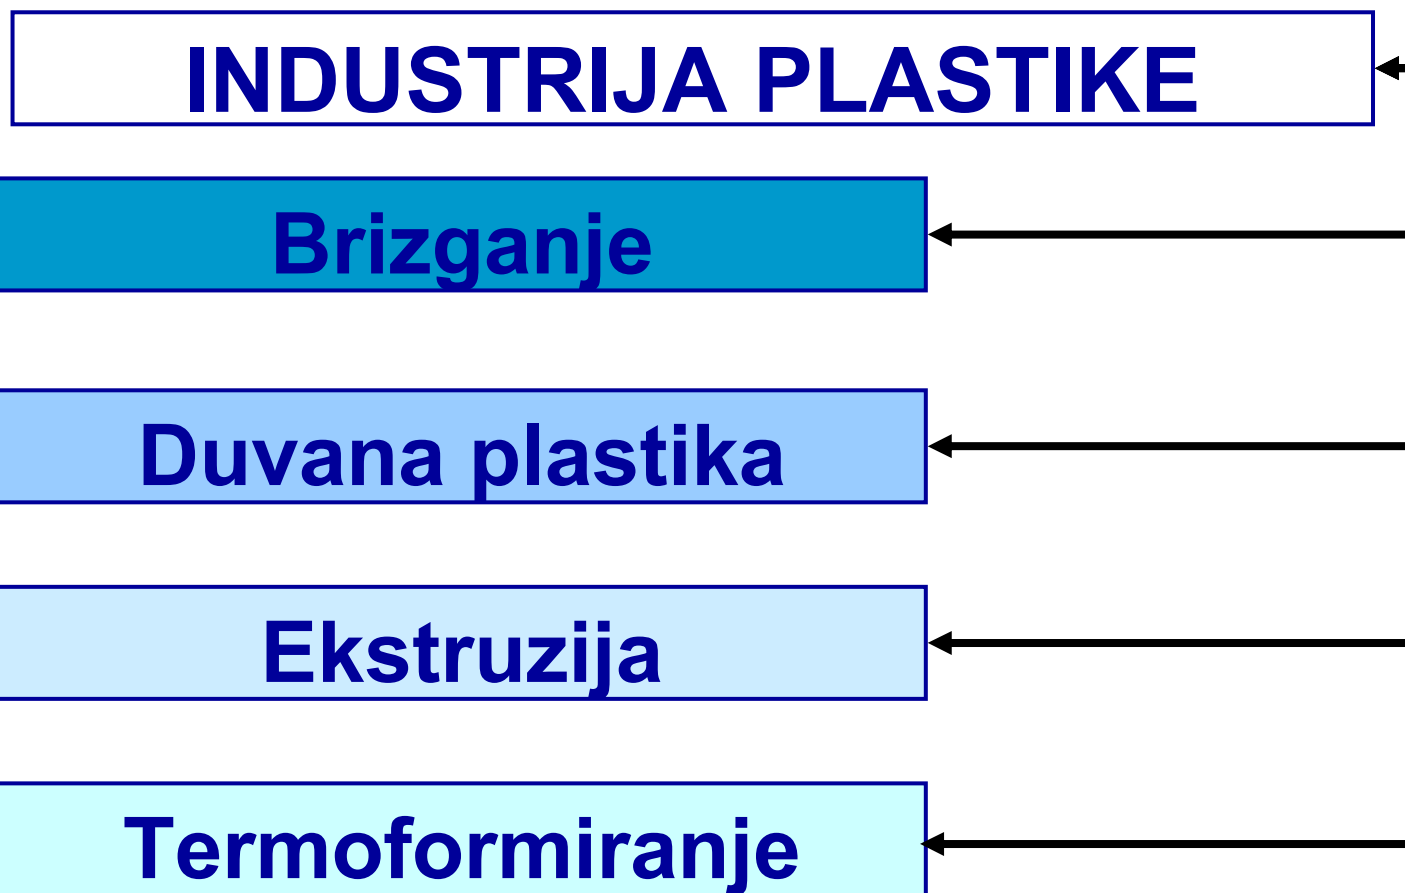 INDUSTRIJA PLASTIKE
Brizganje
Duvana plastika
Ekstruzija
Termoformiranje